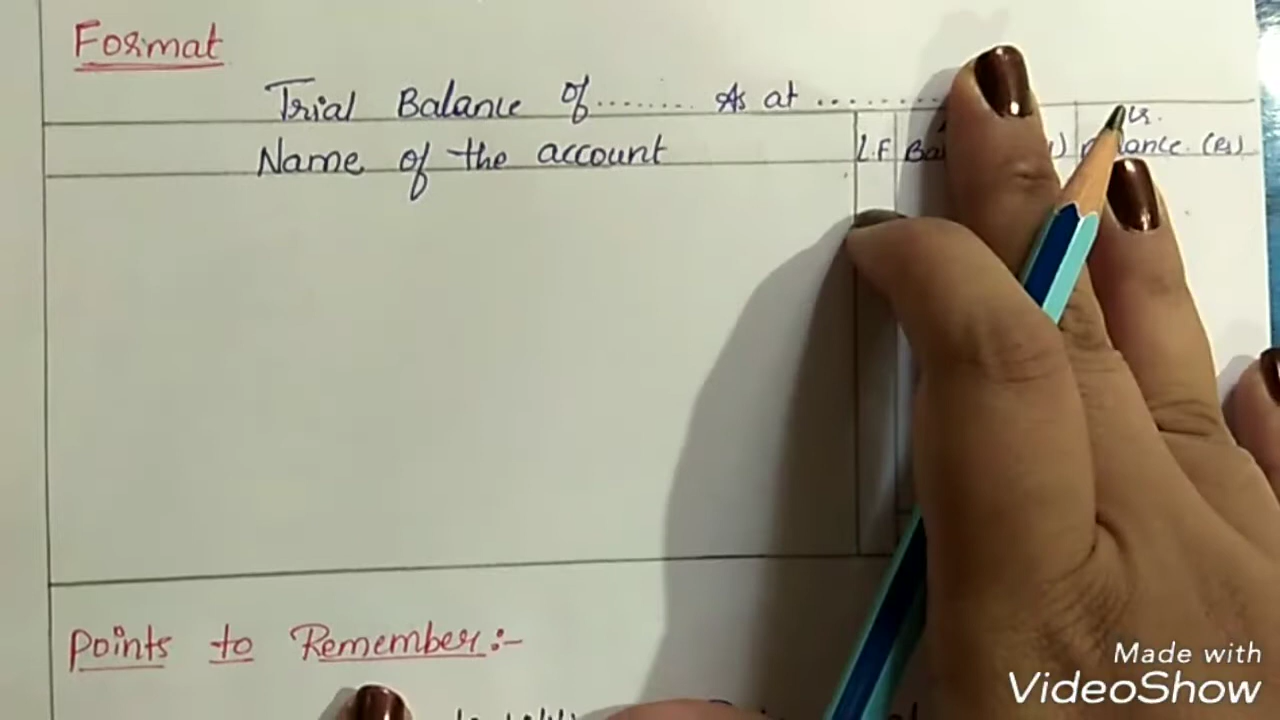 Format
Trial Balance of ........ As at .........
Name of the account L.F
Points to Remember:-
Made with
VideoShow